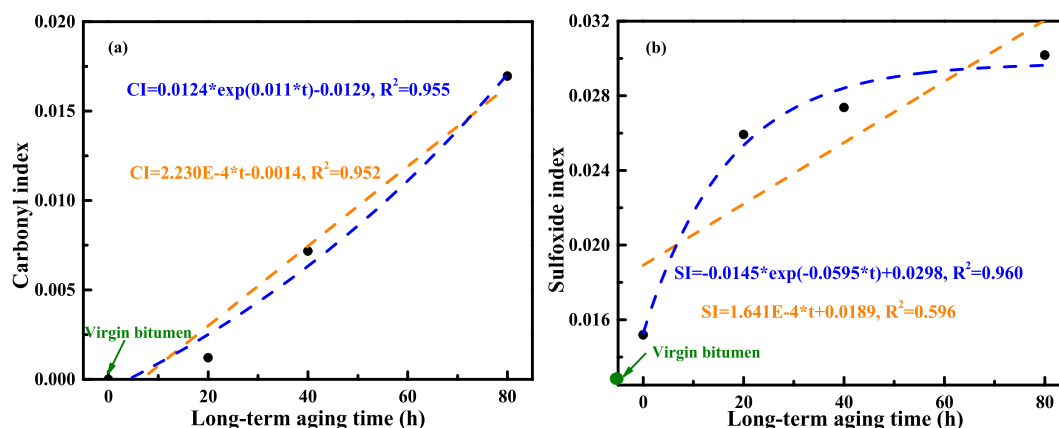 (a)
CI=0.0124*exp(0.011*t)-0.0129, R²=0.955
CI=2.230E-4*t-0.0014, R²=0.952
Virgin bitumen
Carbonyl index
0.020
0.015
0.010
0.005
0.000
0
20
40
60
80
Long-term aging time (h)
(b)
SI=-0.0145*exp(-0.0595*t)+0.0298, R²=0.960
SI=1.641E-4*t+0.0189, R²=0.596
Virgin bitumen
Sulfoxide index
0.032
0.028
0.024
0.020
0.016
0
20
40
60
80
Long-term aging time (h)